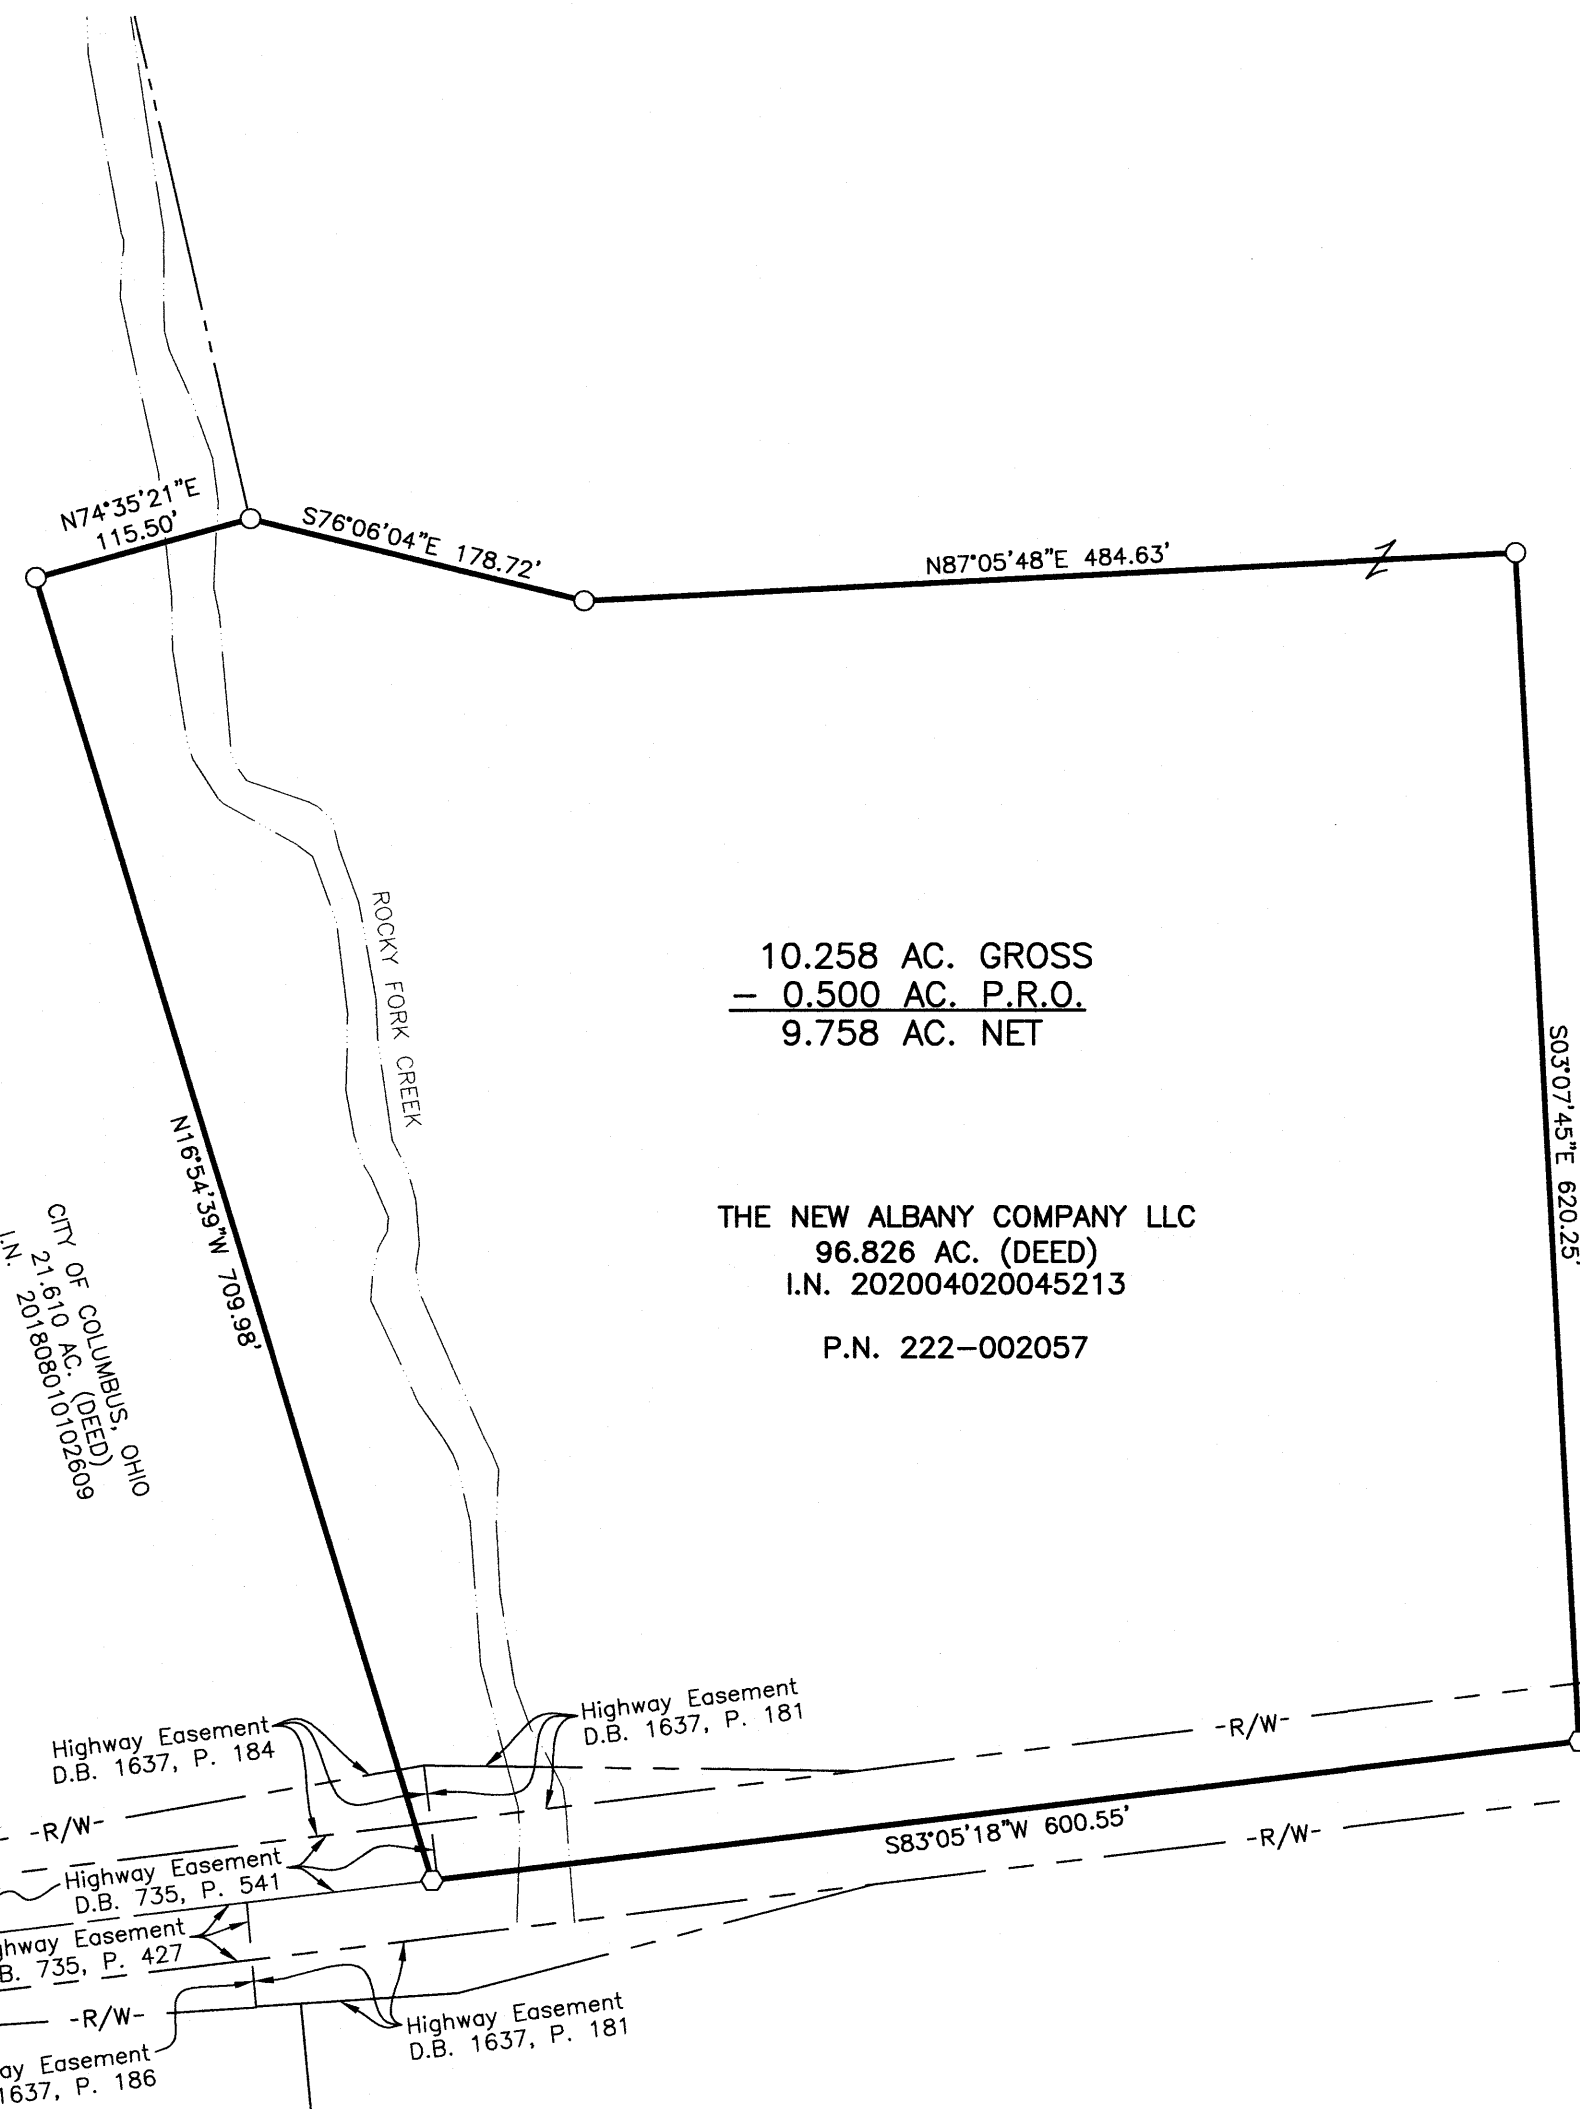 N74°35'21"E
115.50'
S76°06'04"E 178.72'
N87°05'48"E 484.63'
ROCKY FORK CREEK
10.258 AC. GROSS
- 0.500 AC. P.R.O.
9.758 AC. NET
S03°07'45"E 620.25'
N16°54'39"W 709.98'
THE NEW ALBANY COMPANY LLC
96.826 AC. (DEED)
I.N. 202004020045213
P.N. 222-002057
CITY OF COLUMBUS, OHIO
21.610 AC. (DEED)
I.N. 201808010102609
Highway Easement
D.B. 1637, P. 184
Highway Easement
D.B. 1637, P. 181
-R/W-
-R/W-
S83°05'18"W 600.55'
-R/W-
Highway Easement
D.B. 735, P. 541
ghway Easement
B. 735, P. 427
-R/W-
Highway Easement
D.B. 1637, P. 181
ay Easement
1637, P. 186